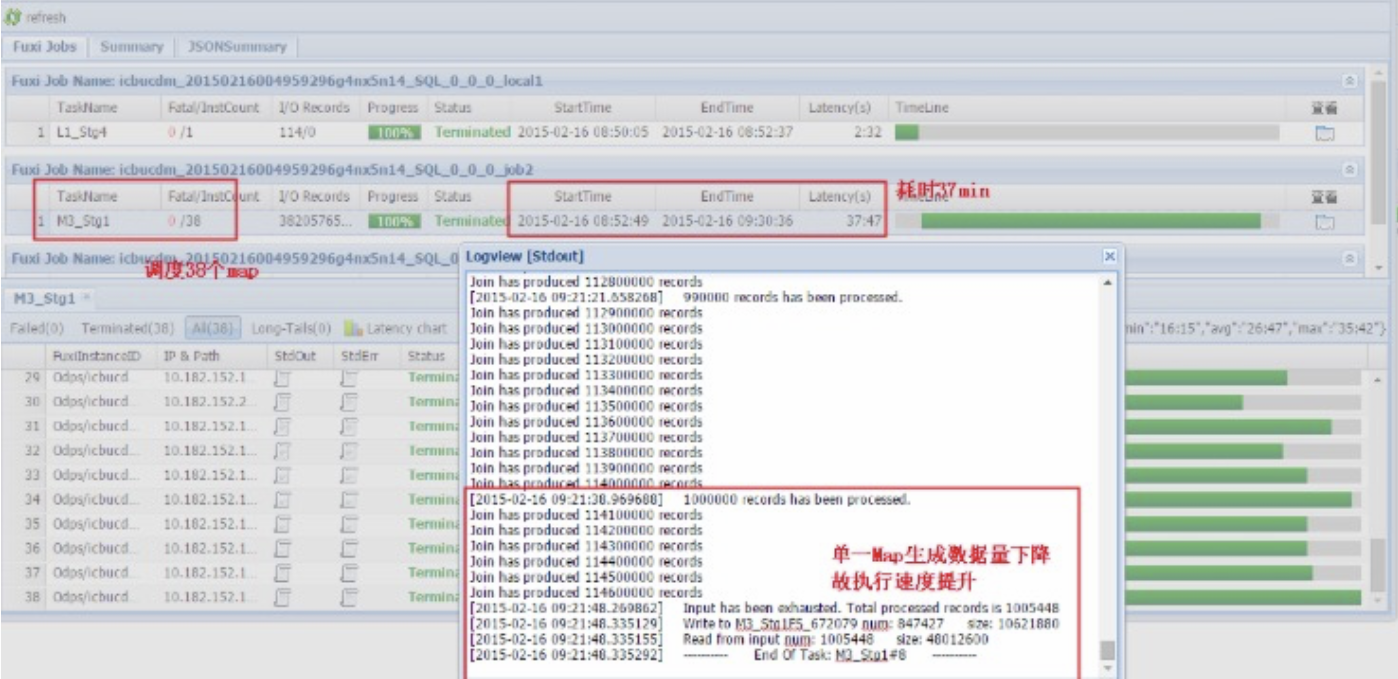 refresh
Fuxi Jobs Summary JSONSummary
Fuxi Job Name: icbucdm_20150216004959296g4nx5n14_SQL_0_0_0_local1
TaskName Fatal/InstCount I/O Records Progress Status StartTime EndTime Latency(s) TimeLine 查看
1 L1_Stg4 0 /1 114/0 100% Terminated 2015-02-16 08:50:05 2015-02-16 08:52:37 2:32
Fuxi Job Name: icbucdm_20150216004959296g4nx5n14_SQL_0_0_0_job2
TaskName Fatal/InstCount I/O Records Progress Status StartTime EndTime Latency(s) TimeLine 查看
耗时37min
1 M3_Stg1 0 /38 38205765... 100% Terminated 2015-02-16 08:52:49 2015-02-16 09:30:36 37:47
Fuxi Job Name: icbucdm_20150216004959296g4nx5n14_SQL_0
调度38个map
M3_Stg1
Failed(0) Terminated(38) All(38) Long-Tails(0) Latency chart min":"16:15","avg":"26:47","max":"35:42"}
FuxiInstanceID IP & Path StdOut StdErr Status
29 Odps/icbucd... 10.182.152.1... Termina
30 Odps/icbucd... 10.182.152.2... Termina
31 Odps/icbucd... 10.182.152.1... Termina
32 Odps/icbucd... 10.182.152.1... Termina
33 Odps/icbucd... 10.182.152.1... Termina
34 Odps/icbucd... 10.182.152.1... Termina
35 Odps/icbucd... 10.182.152.1... Termina
36 Odps/icbucd... 10.182.152.1... Termina
37 Odps/icbucd... 10.182.152.1... Termina
38 Odps/icbucd... 10.182.152.1... Termina
Logview [Stdout]
Join has produced 112800000 records
[2015-02-16 09:21:21.658268] 990000 records has been processed.
Join has produced 112900000 records
Join has produced 113000000 records
Join has produced 113100000 records
Join has produced 113200000 records
Join has produced 113300000 records
Join has produced 113400000 records
Join has produced 113500000 records
Join has produced 113600000 records
Join has produced 113700000 records
Join has produced 113800000 records
Join has produced 113900000 records
Join has produced 114000000 records
[2015-02-16 09:21:38.969688] 1000000 records has been processed.
Join has produced 114100000 records
Join has produced 114200000 records
Join has produced 114300000 records
Join has produced 114400000 records
Join has produced 114500000 records
Join has produced 114600000 records
单一Map生成数据量下降
故执行速度提升
[2015-02-16 09:21:48.269862] Input has been exhausted. Total processed records is 1005448
[2015-02-16 09:21:48.335129] Write to M3_Stg1F5_672079 num: 847427 size: 10621880
[2015-02-16 09:21:48.335155] Read from input num: 1005448 size: 48012600
[2015-02-16 09:21:48.335292] ---------- End Of Task: M3_Stg1#8 ----------